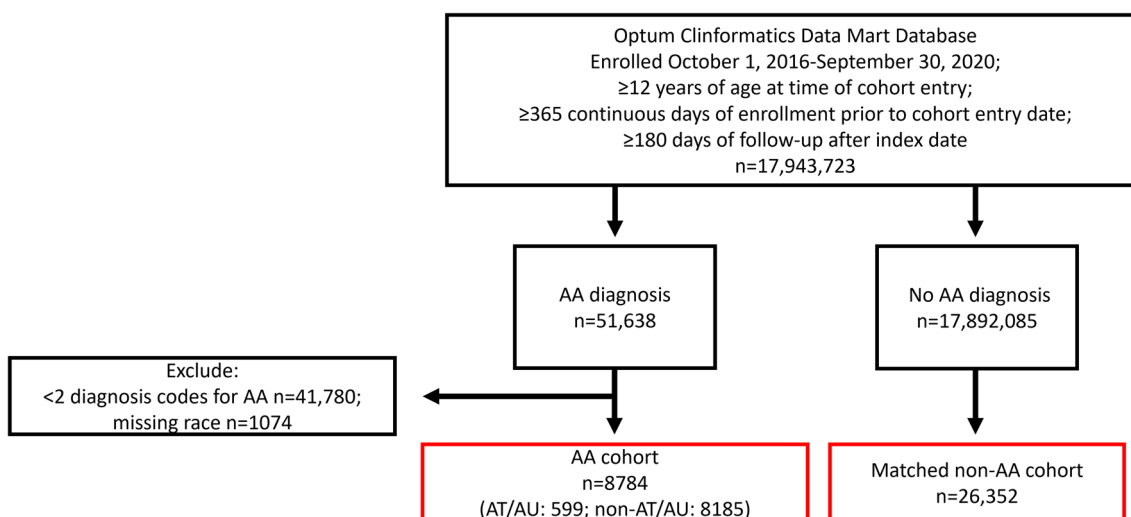 Optum Clinformatics Data Mart Database
Enrolled October 1, 2016-September 30, 2020;
≥12 years of age at time of cohort entry;
≥365 continuous days of enrollment prior to cohort entry date;
≥180 days of follow-up after index date
n=17,943,723
AA diagnosis
n=51,638
No AA diagnosis
n=17,892,085
Exclude:
<2 diagnosis codes for AA n=41,780;
missing race n=1074
AA cohort
n=8784
(AT/AU: 599; non-AT/AU: 8185)
Matched non-AA cohort
n=26,352